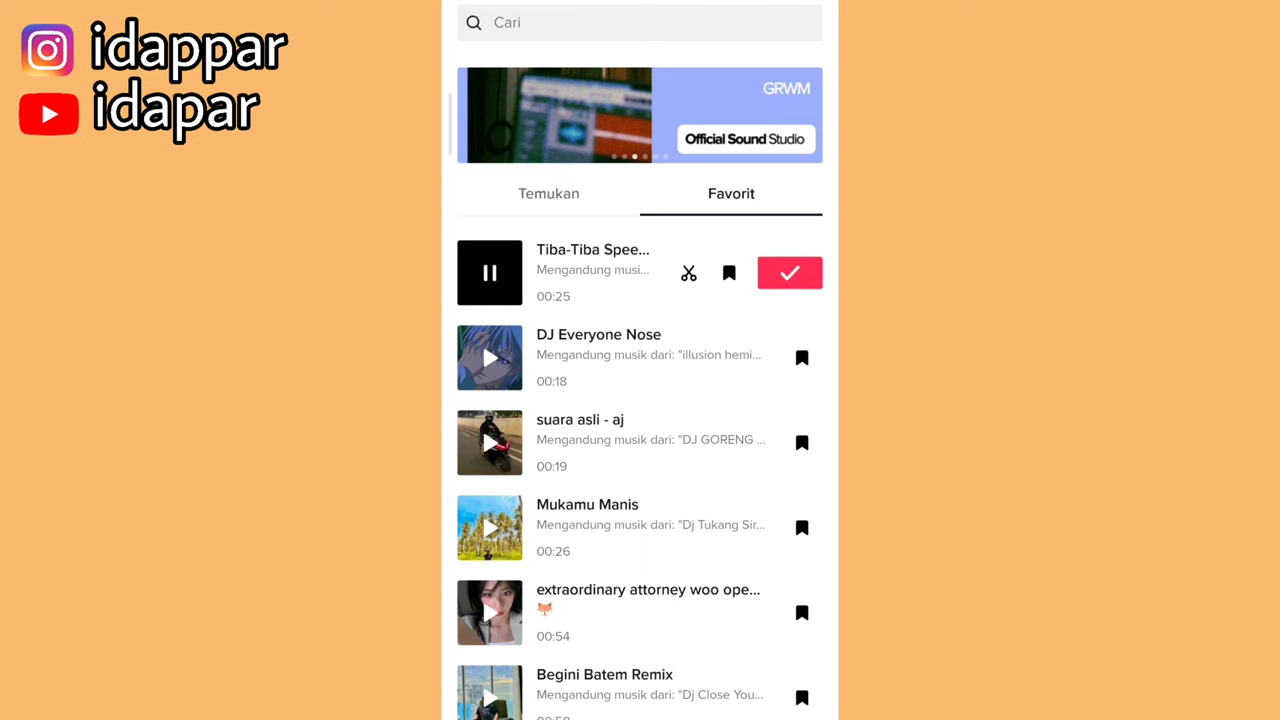 idappar
idapar
Cari
GRWM
Official Sound Studio
Temukan
Favorit
Tiba-Tiba Spee...
Mengandung musi...
00:25
DJ Everyone Nose
Mengandung musik dari: "illusion hemi...
00:18
suara asli - aj
Mengandung musik dari: "DJ GORENG ...
00:19
Mukamu Manis
Mengandung musik dari: "Dj Tukang Sir...
00:26
extraordinary attorney woo ope...
🦊
00:54
Begini Batem Remix
Mengandung musik dari: "Dj Close You...